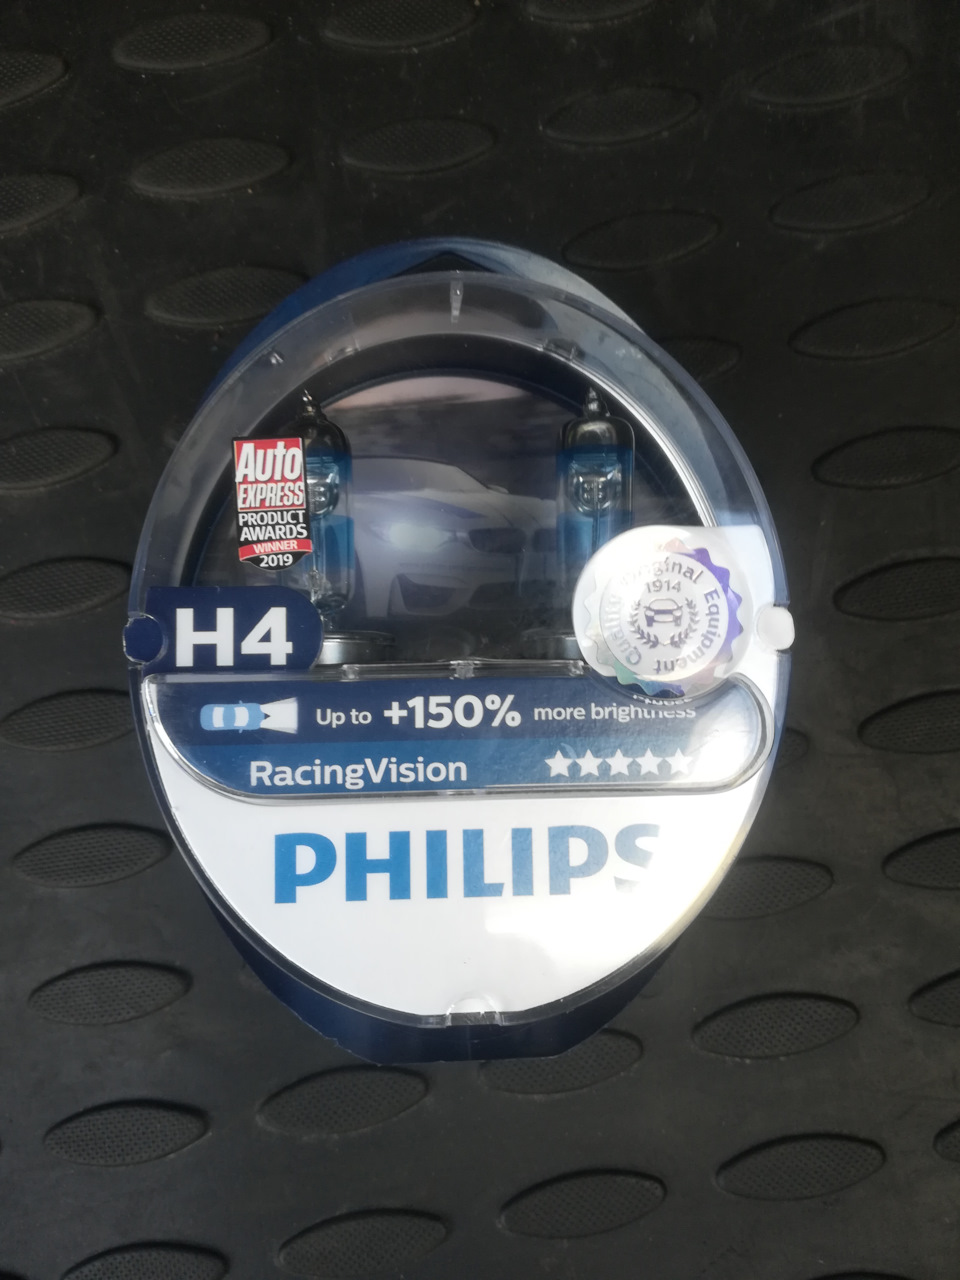 Auto
EXPRESS
PRODUCT
AWARDS
WINNER
2019
Original Equipment Quality
1914
H4
Up to +150% more brightness
RacingVision
PHILIPS